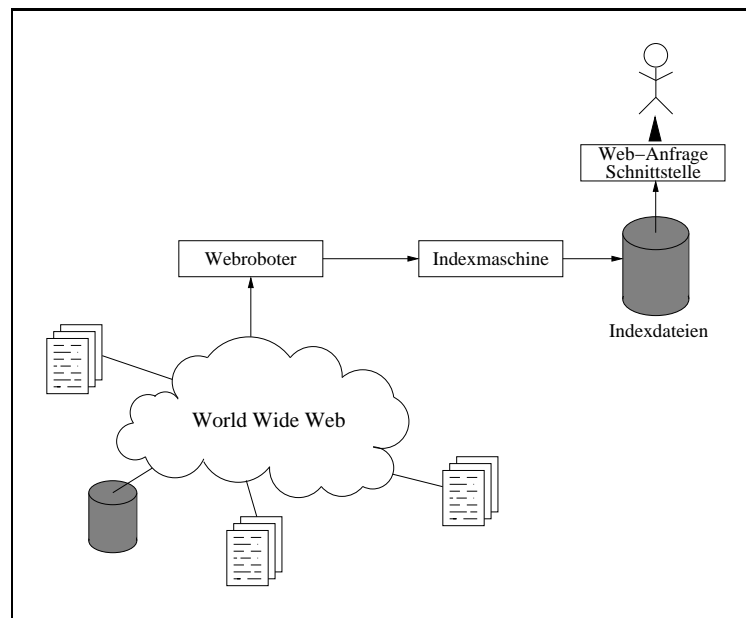 Web–Anfrage
Schnittstelle
Webroboter
Indexmaschine
Indexdateien
World Wide Web